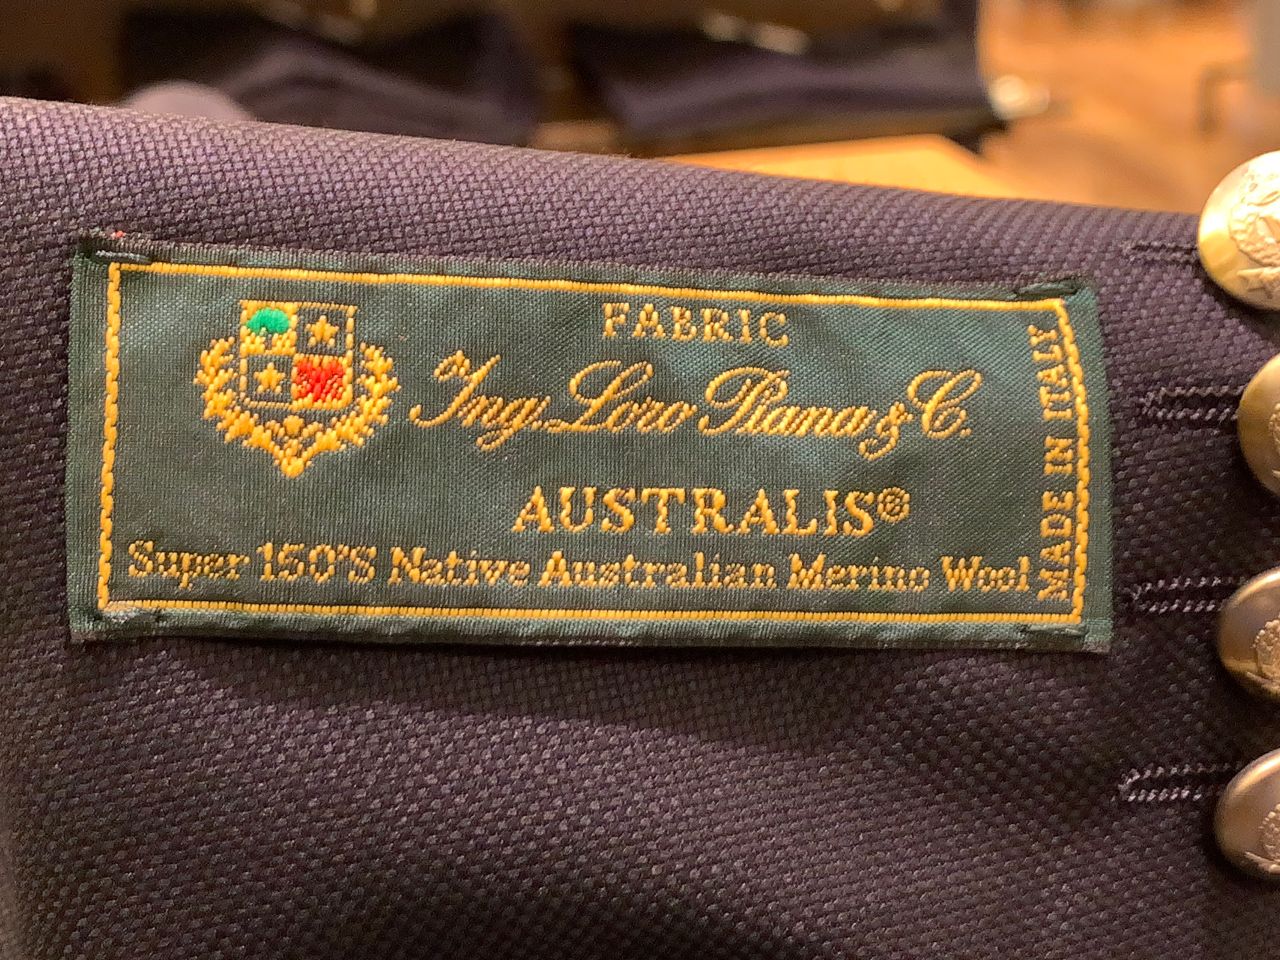 FABRIC
Ing. Loro Piana & C.
AUSTRALIS®
Super 150'S Native Australian Merino Wool
MADE IN ITALY